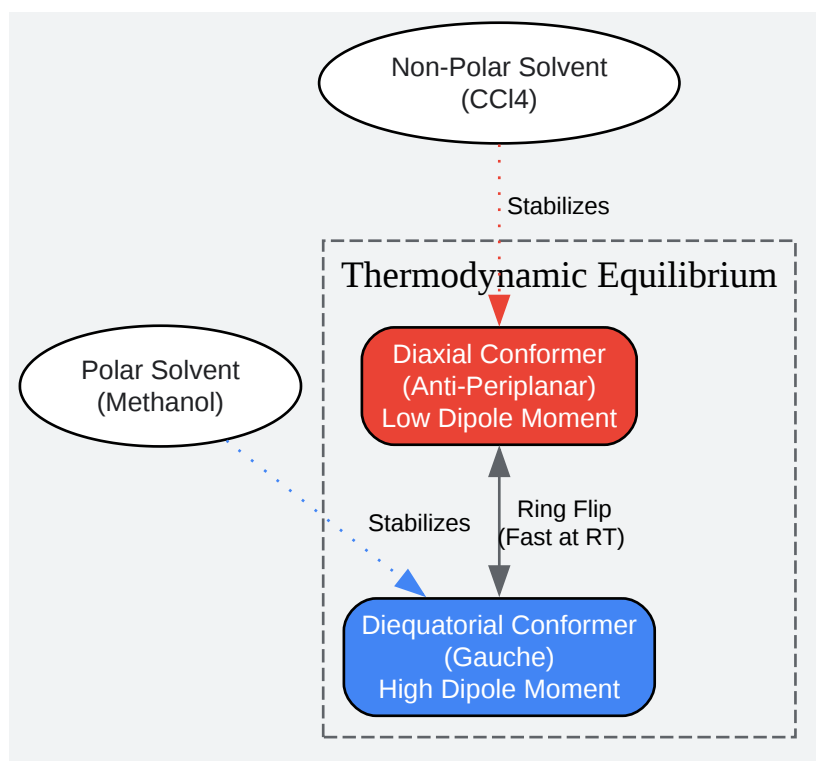 Non-Polar Solvent
(CCl4)
Stabilizes
Thermodynamic Equilibrium
Diaxial Conformer
(Anti-Periplanar)
Low Dipole Moment
Polar Solvent
(Methanol)
Stabilizes
Ring Flip
(Fast at RT)
Diequatorial Conformer
(Gauche)
High Dipole Moment